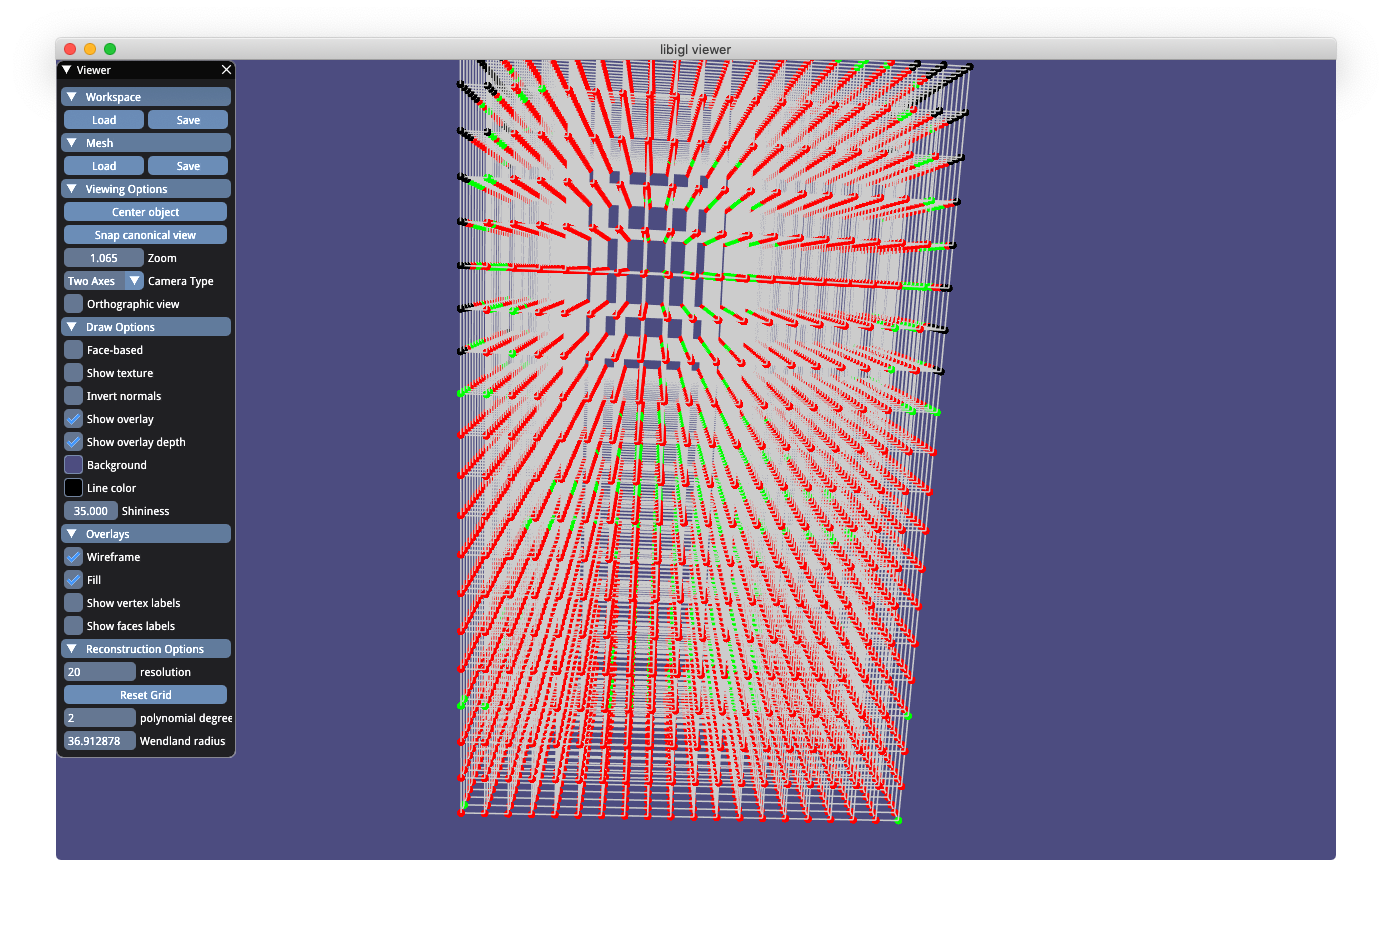 libigl viewer
Viewer
Workspace
Load Save
Mesh
Load Save
Viewing Options
Center object
Snap canonical view
1.065 Zoom
Two Axes Camera Type
Orthographic view
Draw Options
Face-based
Show texture
Invert normals
Show overlay
Show overlay depth
Background
Line color
35.000 Shininess
Overlays
Wireframe
Fill
Show vertex labels
Show faces labels
Reconstruction Options
20 resolution
Reset Grid
2 polynomial degree
36.912878 Wendland radius